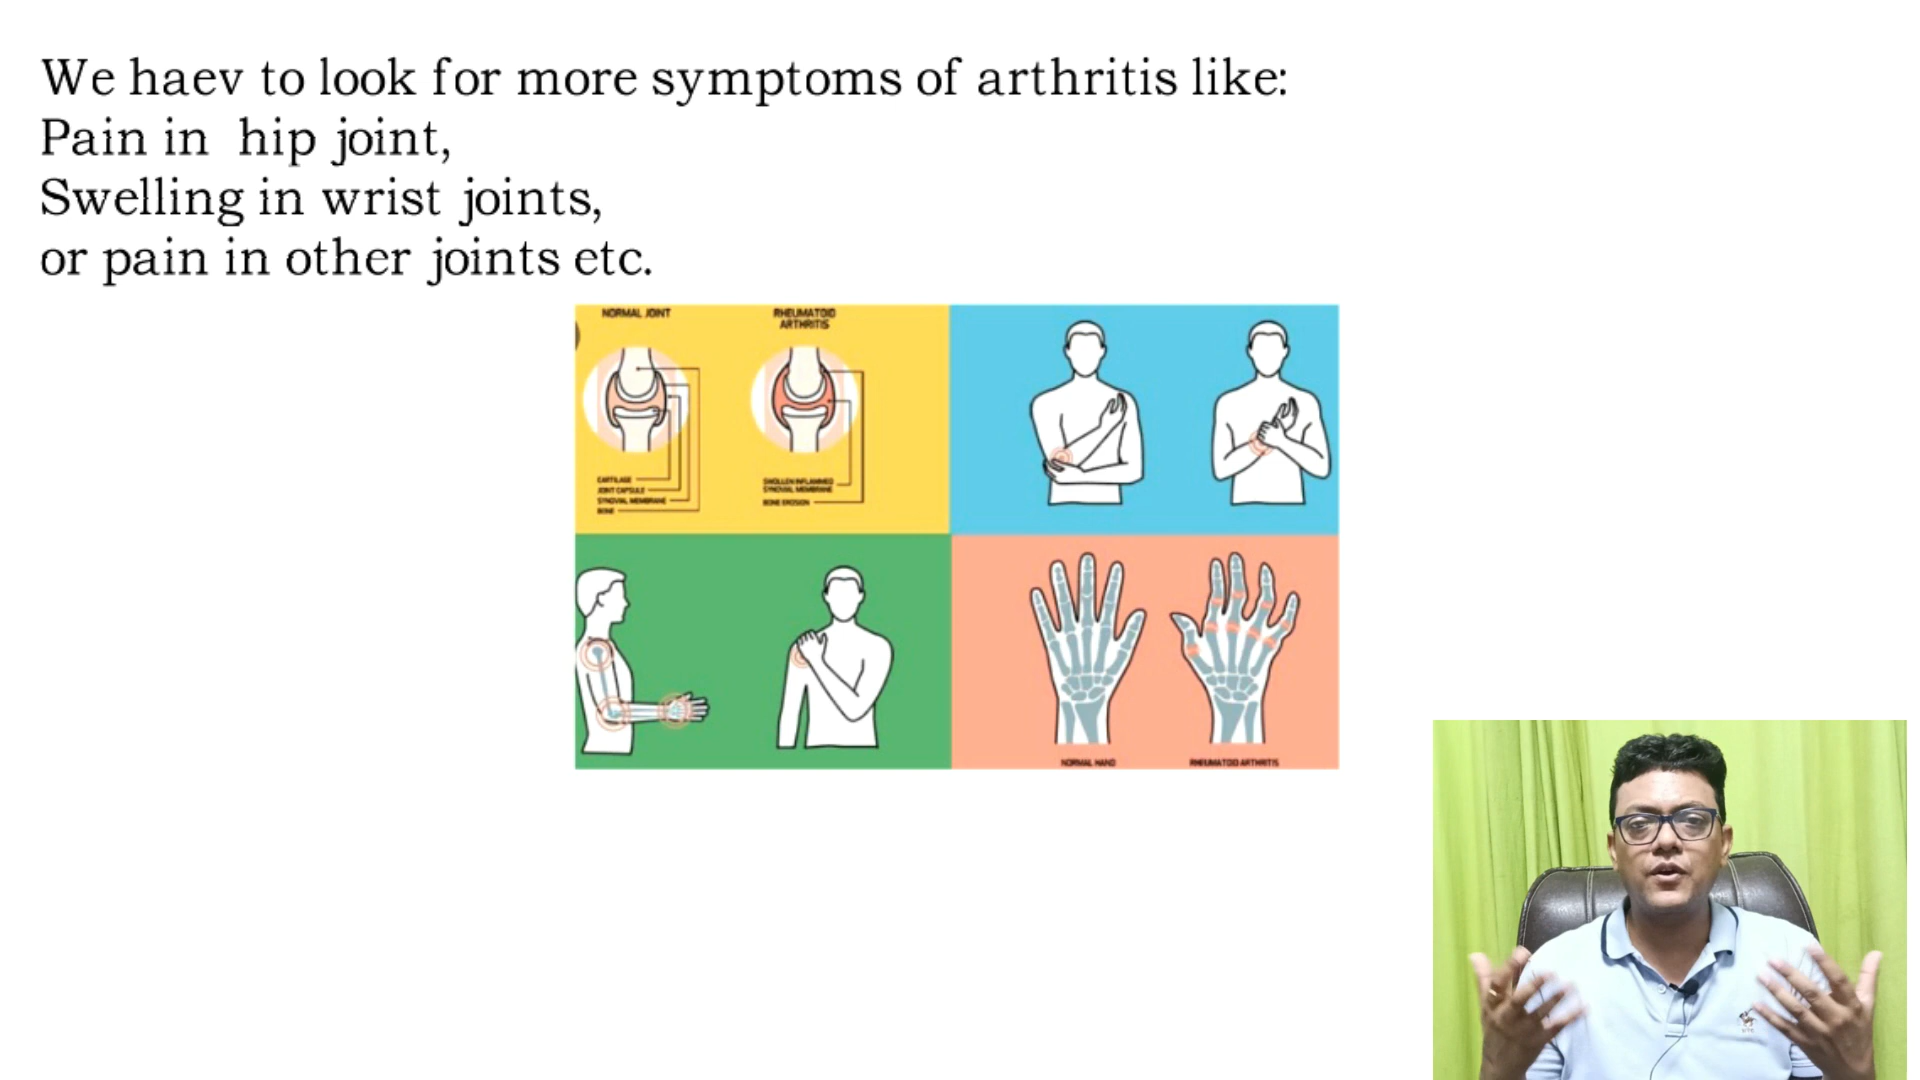 We haev to look for more symptoms of arthritis like:
Pain in hip joint,
Swelling in wrist joints,
or pain in other joints etc.
NORMAL JOINT
RHEUMATOID
ARTHRITIS
CARTILAGE
JOINT CAPSULE
SYNOVIAL MEMBRANE
BONE
SWOLLEN INFLAMMED
SYNOVIAL MEMBRANE
BONE EROSION
NORMAL HAND
RHEUMATOID ARTHRITIS